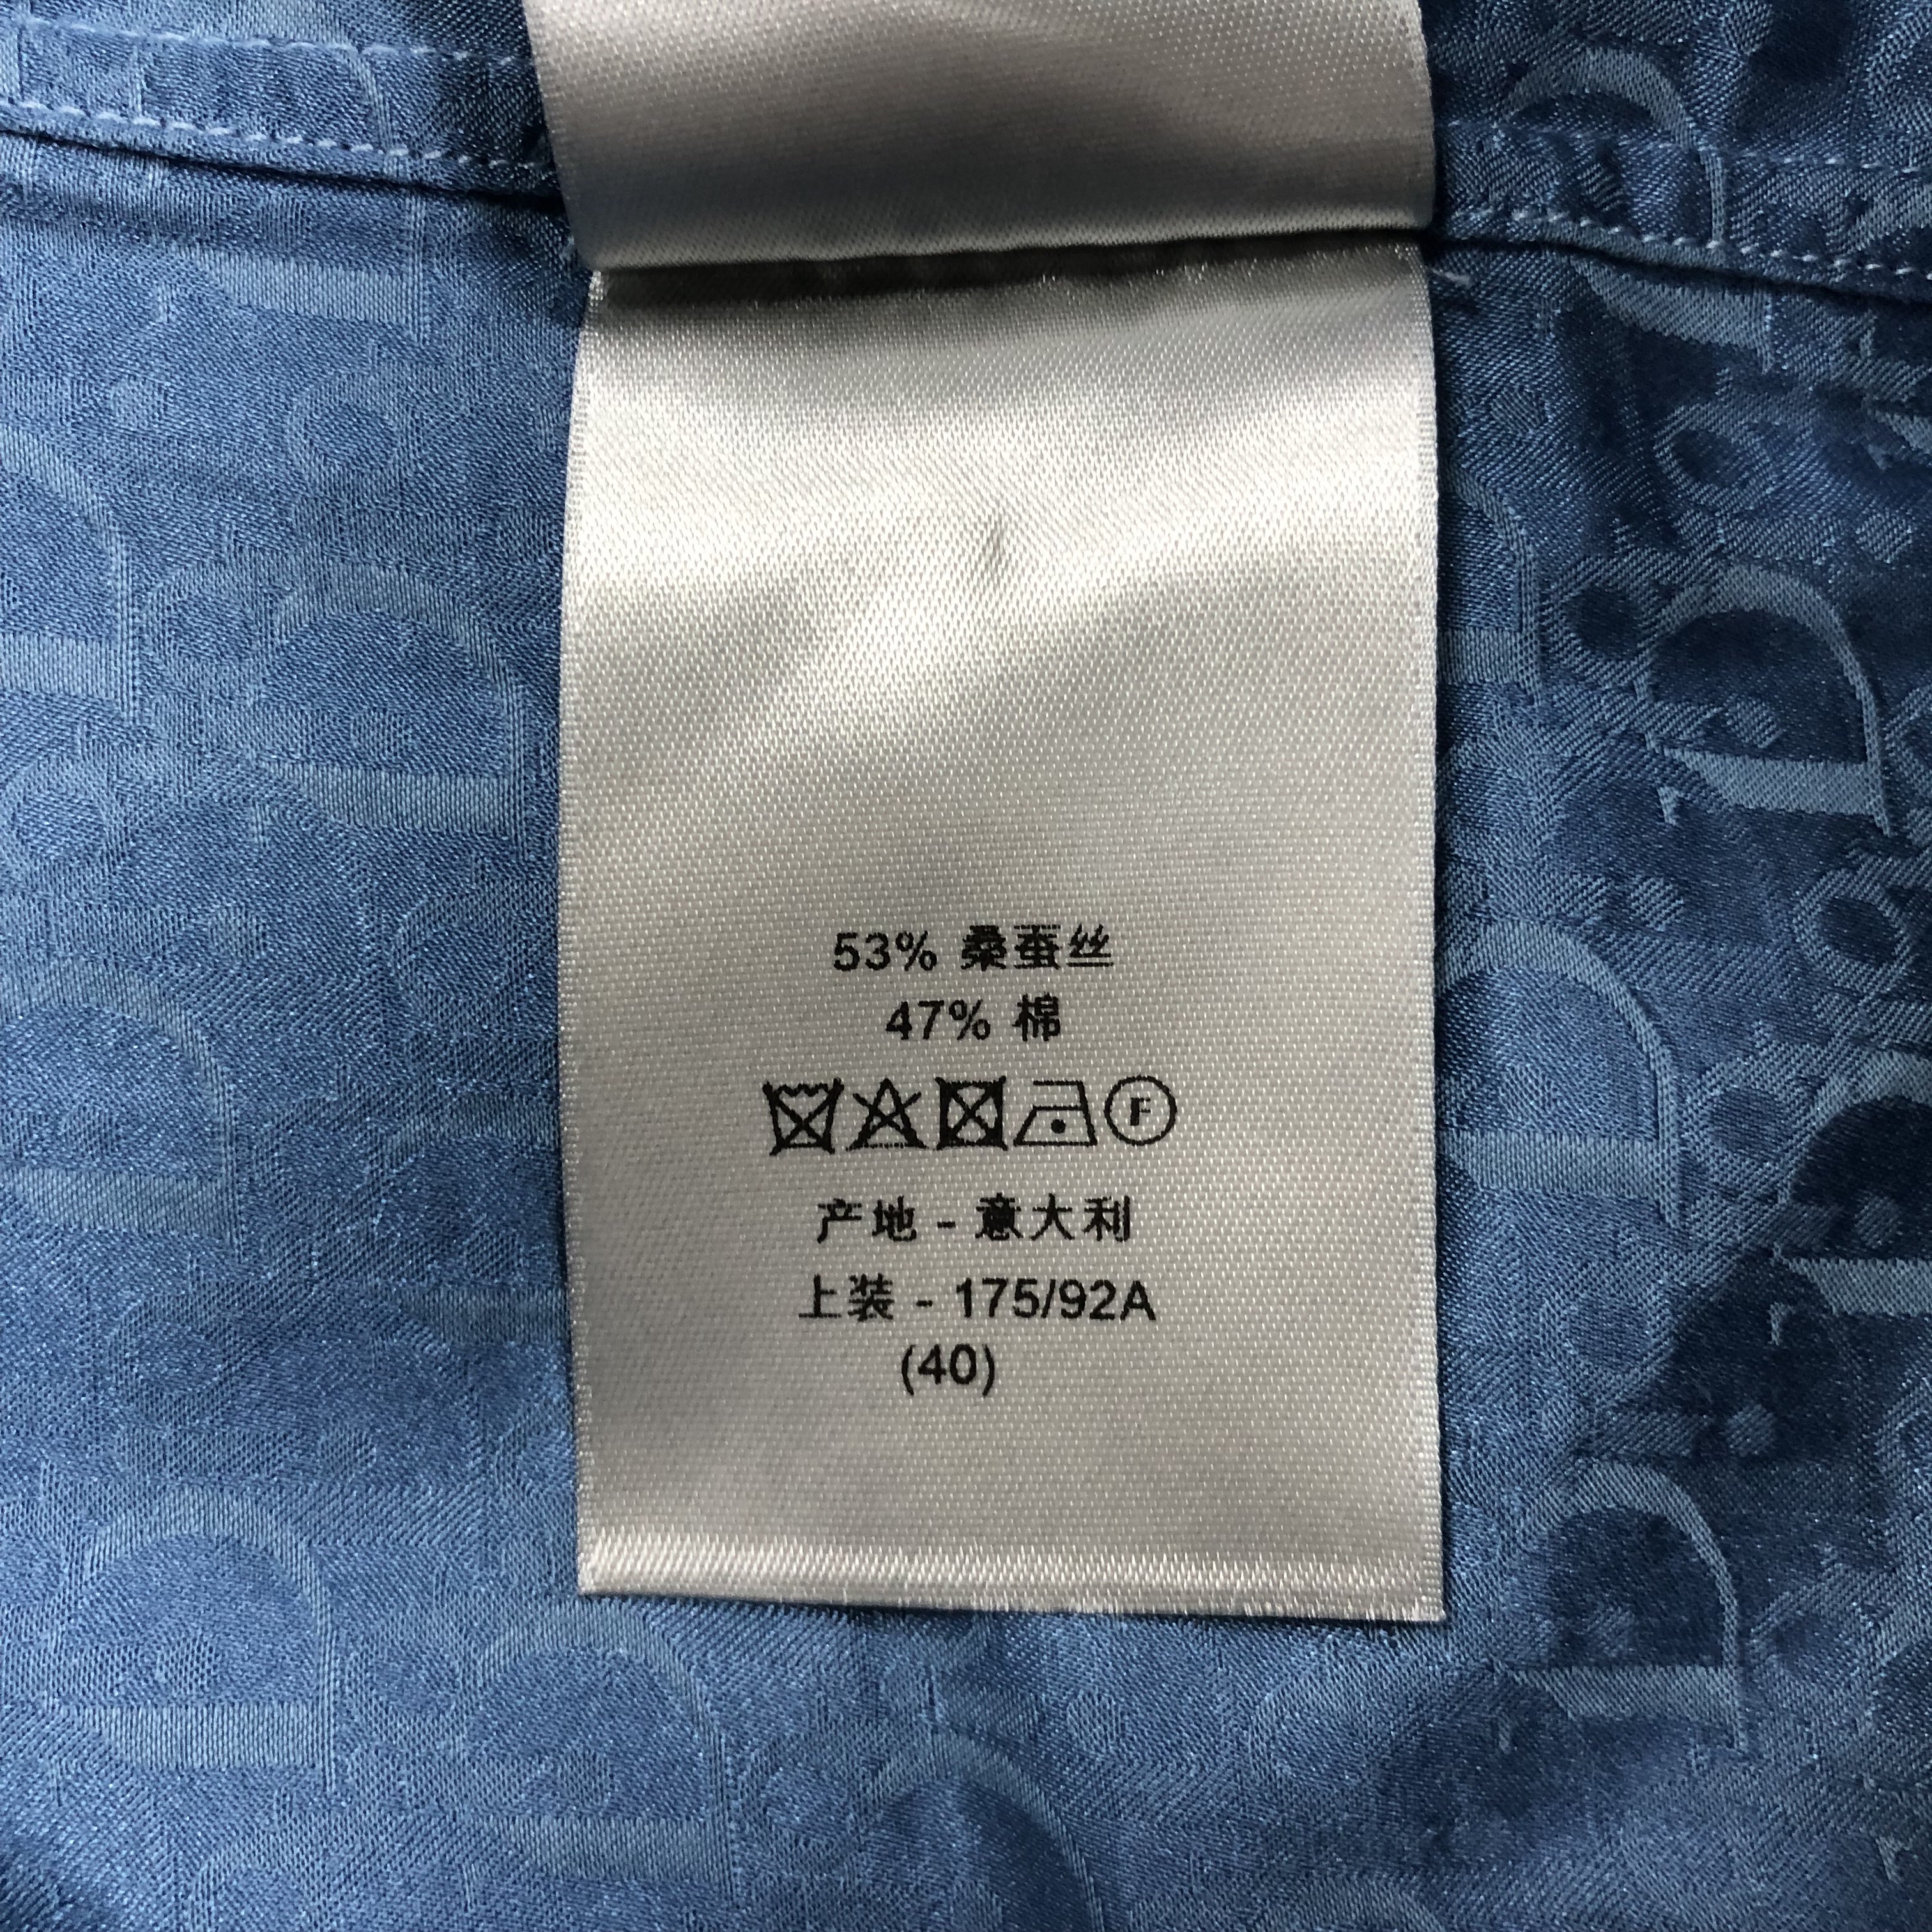 53% 桑蚕丝
47% 棉
F
产地 - 意大利
上装 - 175/92A
(40)